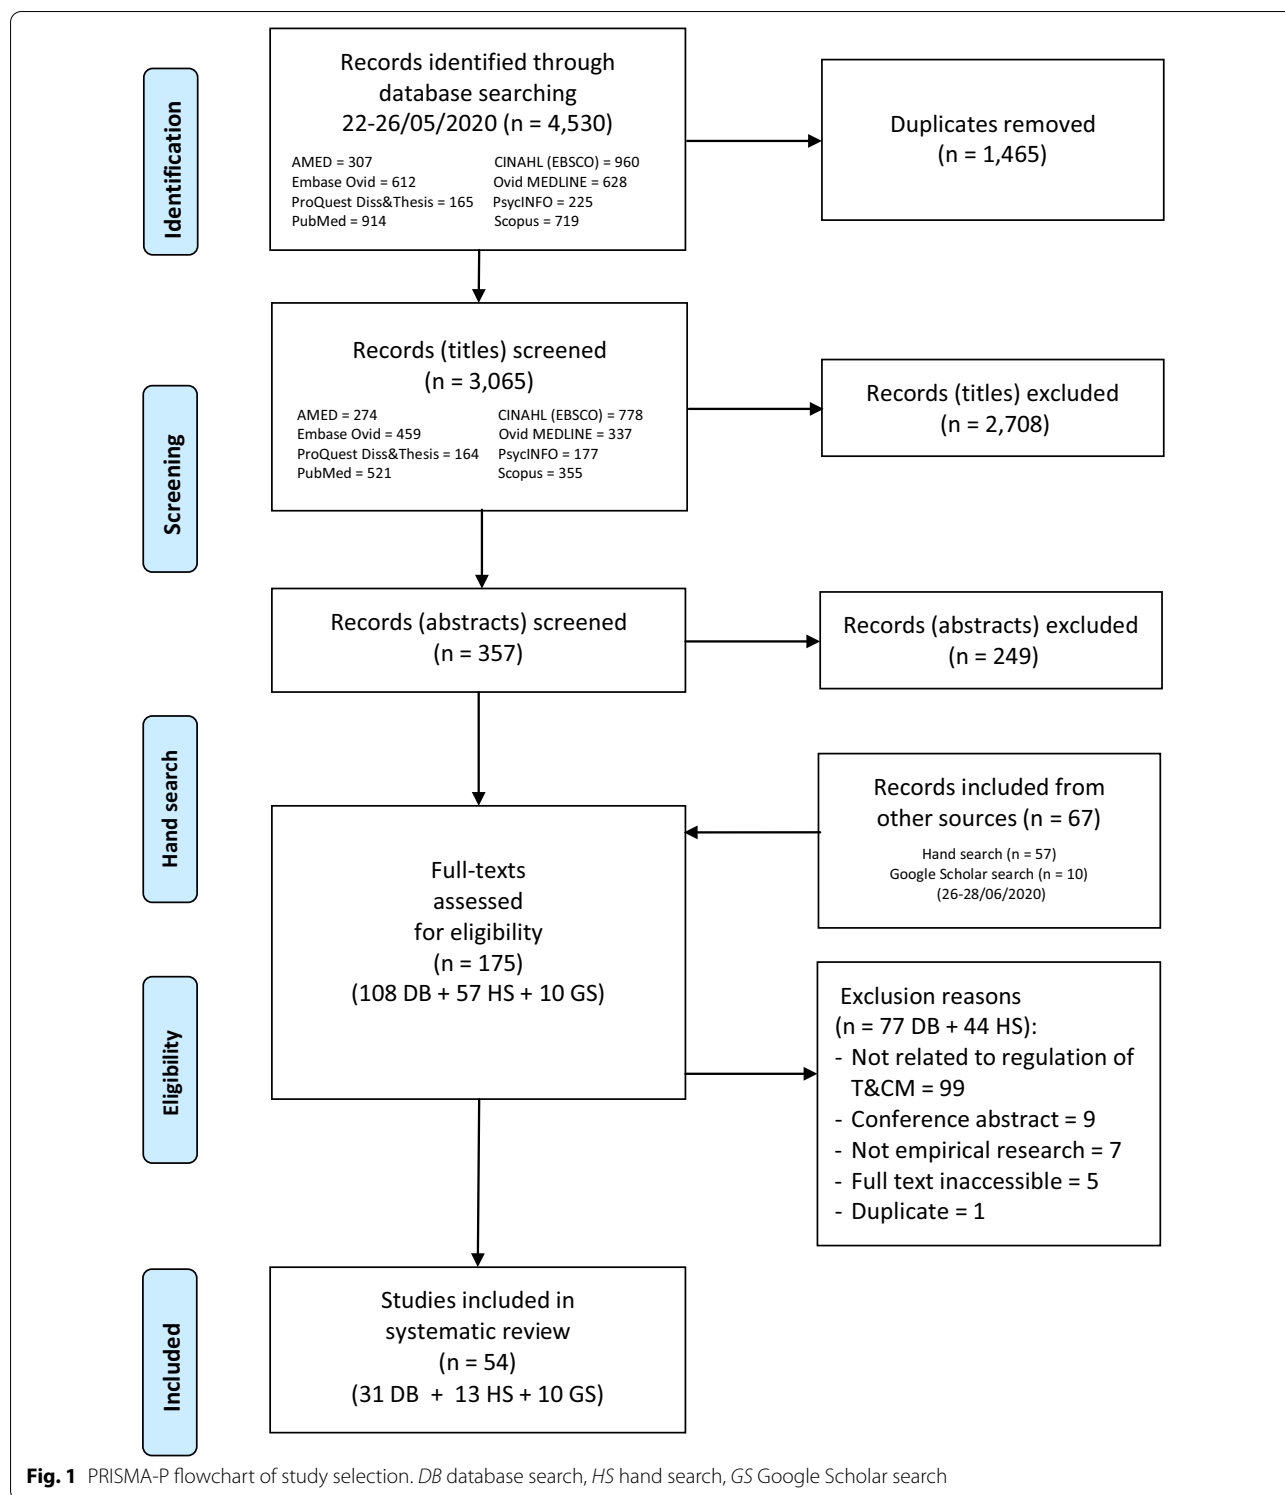 Identification
Records identified through
database searching
22-26/05/2020 (n = 4,530)
AMED = 307
CINAHL (EBSCO) = 960
Embase Ovid = 612
Ovid MEDLINE = 628
ProQuest Diss&Thesis = 165
PsycINFO = 225
PubMed = 914
Scopus = 719
Duplicates removed
(n = 1,465)
Screening
Records (titles) screened
(n = 3,065)
AMED = 274
CINAHL (EBSCO) = 778
Embase Ovid = 459
Ovid MEDLINE = 337
ProQuest Diss&Thesis = 164
PsycINFO = 177
PubMed = 521
Scopus = 355
Records (titles) excluded
(n = 2,708)
Records (abstracts) screened
(n = 357)
Records (abstracts) excluded
(n = 249)
Hand search
Records included from
other sources (n = 67)
Hand search (n = 57)
Google Scholar search (n = 10)
(26-28/06/2020)
Full-texts
assessed
for eligibility
(n = 175)
(108 DB + 57 HS + 10 GS)
Eligibility
Exclusion reasons
(n = 77 DB + 44 HS):
- Not related to regulation of
T&CM = 99
- Conference abstract = 9
- Not empirical research = 7
- Full text inaccessible = 5
- Duplicate = 1
Included
Studies included in
systematic review
(n = 54)
(31 DB + 13 HS + 10 GS)
Fig. 1 PRISMA-P flowchart of study selection. DB database search, HS hand search, GS Google Scholar search